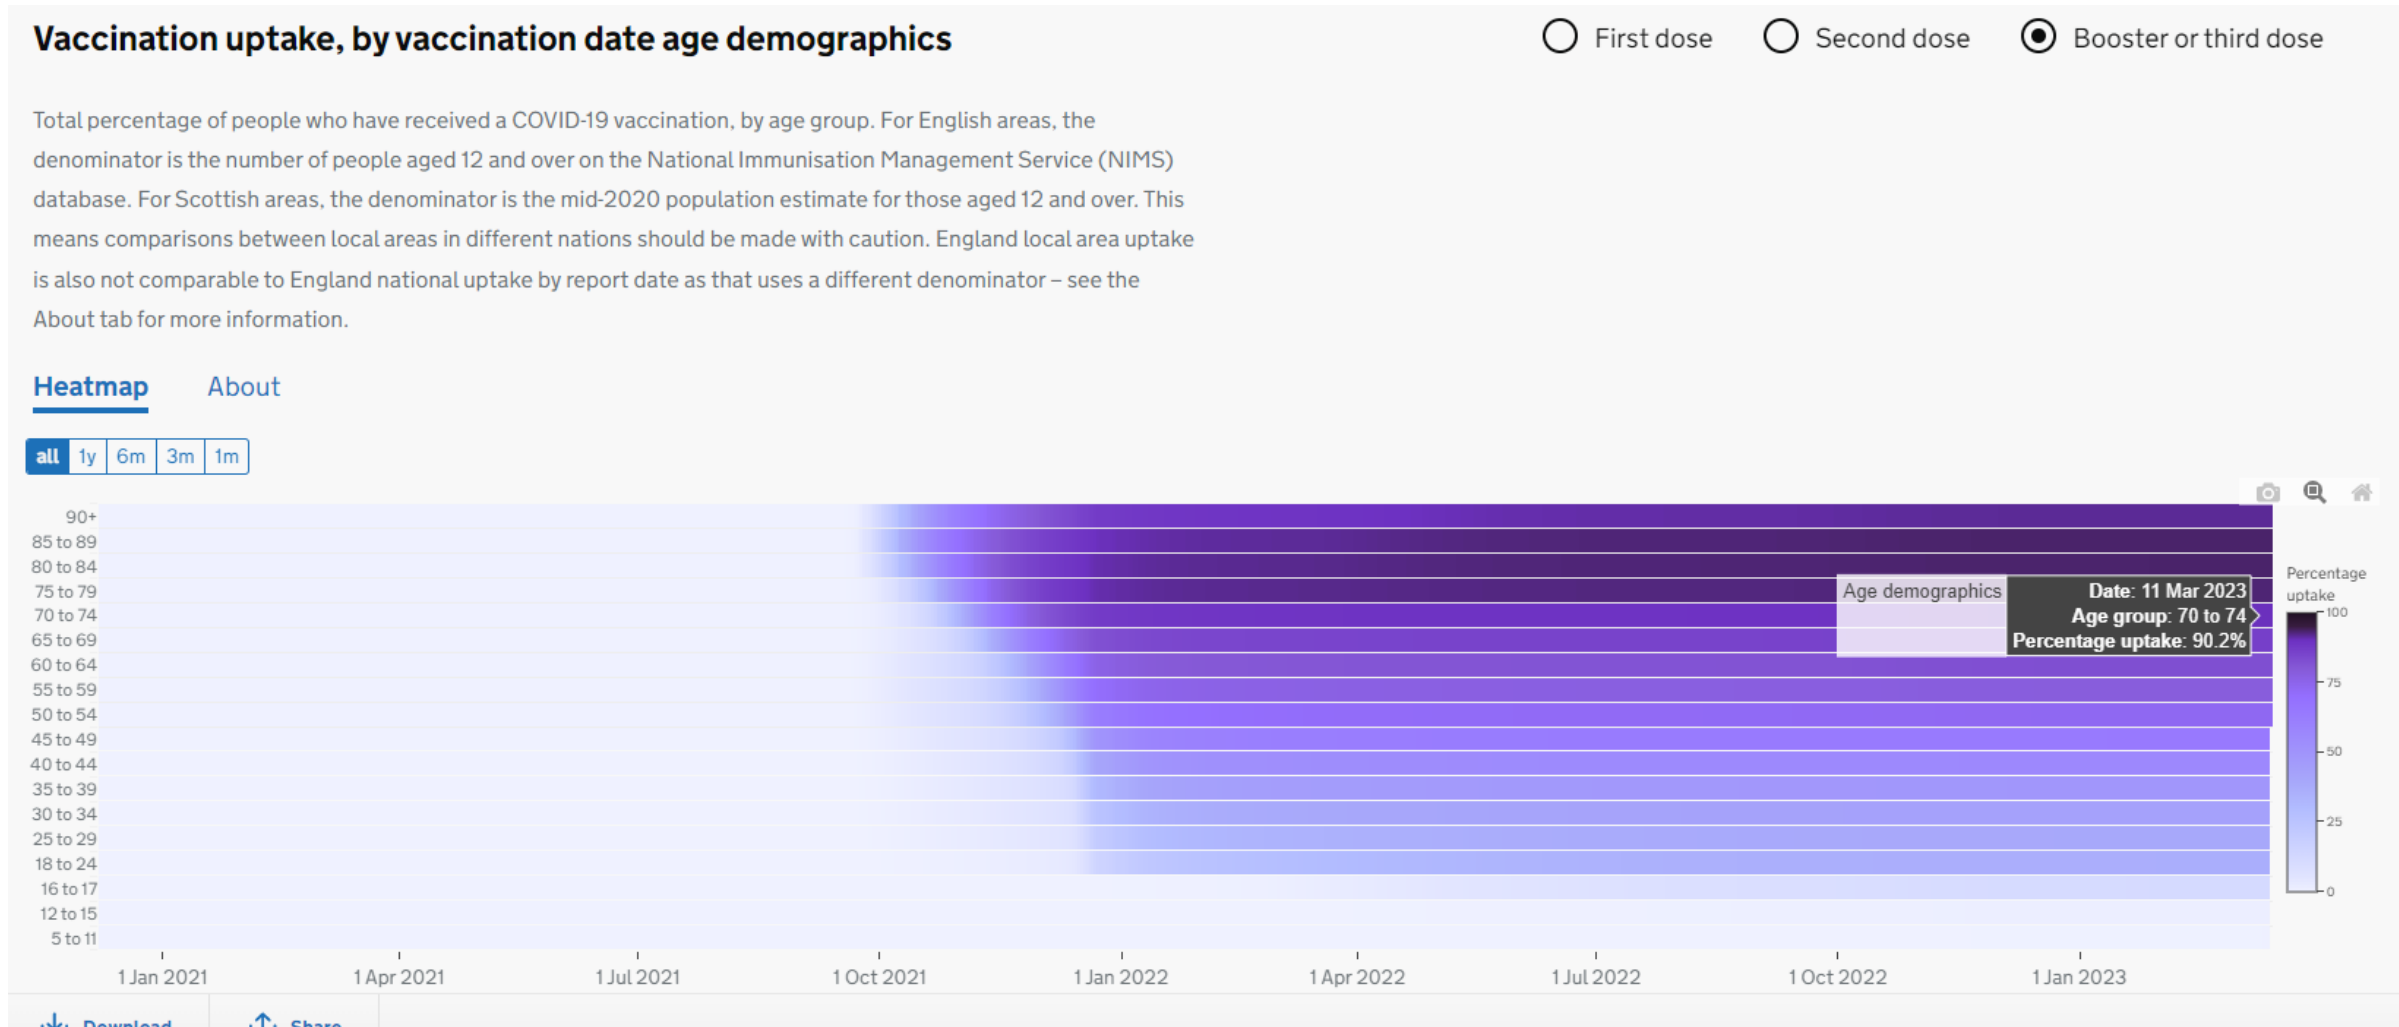 Vaccination uptake, by vaccination date age demographics
First dose
Second dose
Booster or third dose
Total percentage of people who have received a COVID-19 vaccination, by age group. For English areas, the
denominator is the number of people aged 12 and over on the National Immunisation Management Service (NIMS)
database. For Scottish areas, the denominator is the mid-2020 population estimate for those aged 12 and over. This
means comparisons between local areas in different nations should be made with caution. England local area uptake
is also not comparable to England national uptake by report date as that uses a different denominator – see the
About tab for more information.
Heatmap
About
all
1y
6m
3m
1m
90+
85 to 89
80 to 84
75 to 79
70 to 74
65 to 69
60 to 64
55 to 59
50 to 54
45 to 49
40 to 44
35 to 39
30 to 34
25 to 29
18 to 24
16 to 17
12 to 15
5 to 11
Age demographics
Date: 11 Mar 2023
Age group: 70 to 74
Percentage uptake: 90.2%
Percentage
uptake
100
75
50
25
0
1 Jan 2021
1 Apr 2021
1 Jul 2021
1 Oct 2021
1 Jan 2022
1 Apr 2022
1 Jul 2022
1 Oct 2022
1 Jan 2023
Download
Share